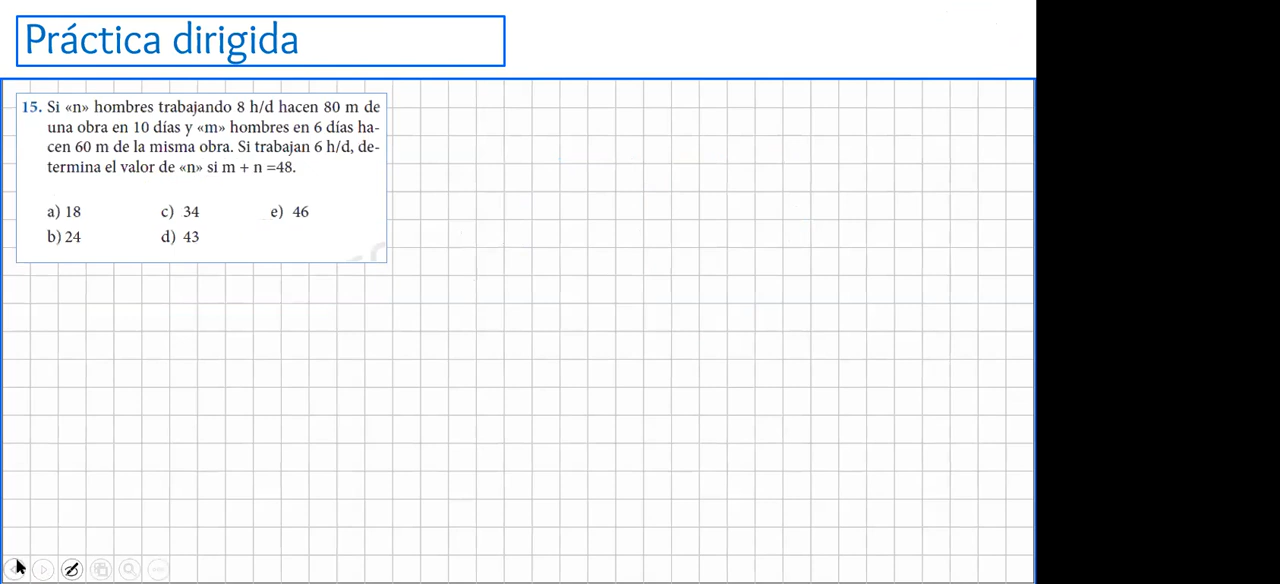 Práctica dirigida
15. Si «n» hombres trabajando 8 h/d hacen 80 m de
una obra en 10 días y «m» hombres en 6 días ha-
cen 60 m de la misma obra. Si trabajan 6 h/d, de-
termina el valor de «n» si m + n =48.
a) 18 c) 34 e) 46
b) 24 d) 43